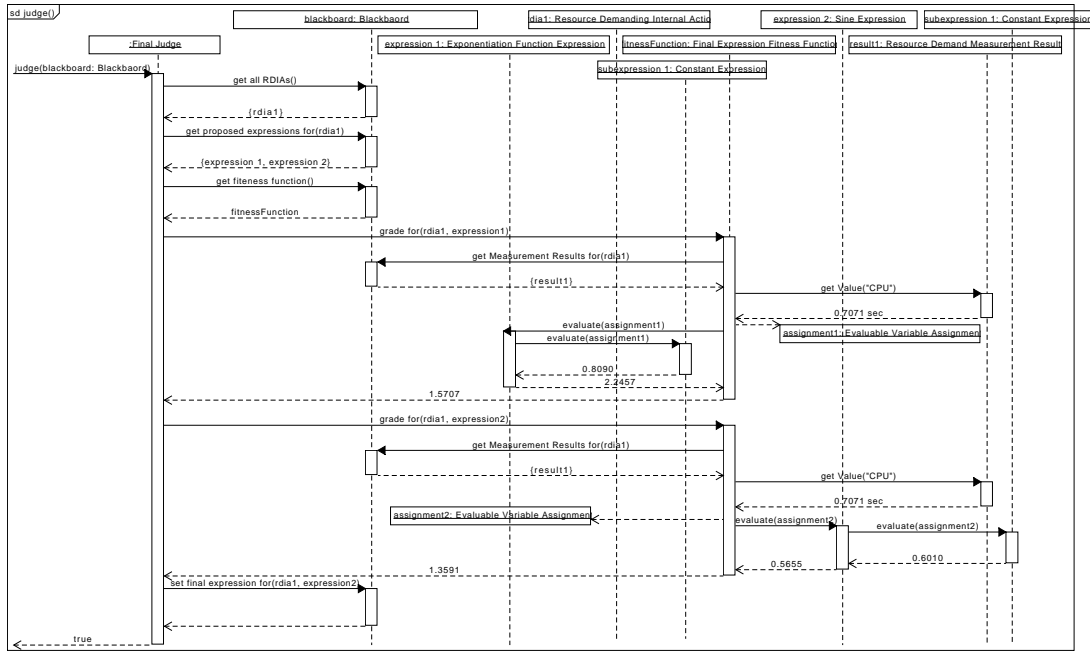 sd judge()
blackboard: Blackbaord
rdia1: Resource Demanding Internal Actio
expression 2: Sine Expression
subexpression 1: Constant Expression
:Final Judge
expression 1: Exponentiation Function Expression
fitnessFunction: Final Expression Fitness Functio
result1: Resource Demand Measurement Result
subexpression 1: Constant Expression
judge(blackboard: Blackbaord)
get all RDIAs()
{rdia1}
get proposed expressions for(rdia1)
{expression 1, expression 2}
get fiteness function()
fitnessFunction
grade for(rdia1, expression1)
get Measurement Results for(rdia1)
{result1}
get Value("CPU")
0.7071 sec
evaluate(assignment1)
assignment1: Evaluable Variable Assignment
evaluate(assignment1)
0.8090
2.2457
1.5707
grade for(rdia1, expression2)
get Measurement Results for(rdia1)
{result1}
get Value("CPU")
0.7071 sec
assignment2: Evaluable Variable Assignment
evaluate(assignment2)
evaluate(assignment2)
0.6010
0.5655
1.3591
set final expression for(rdia1, expression2)
true